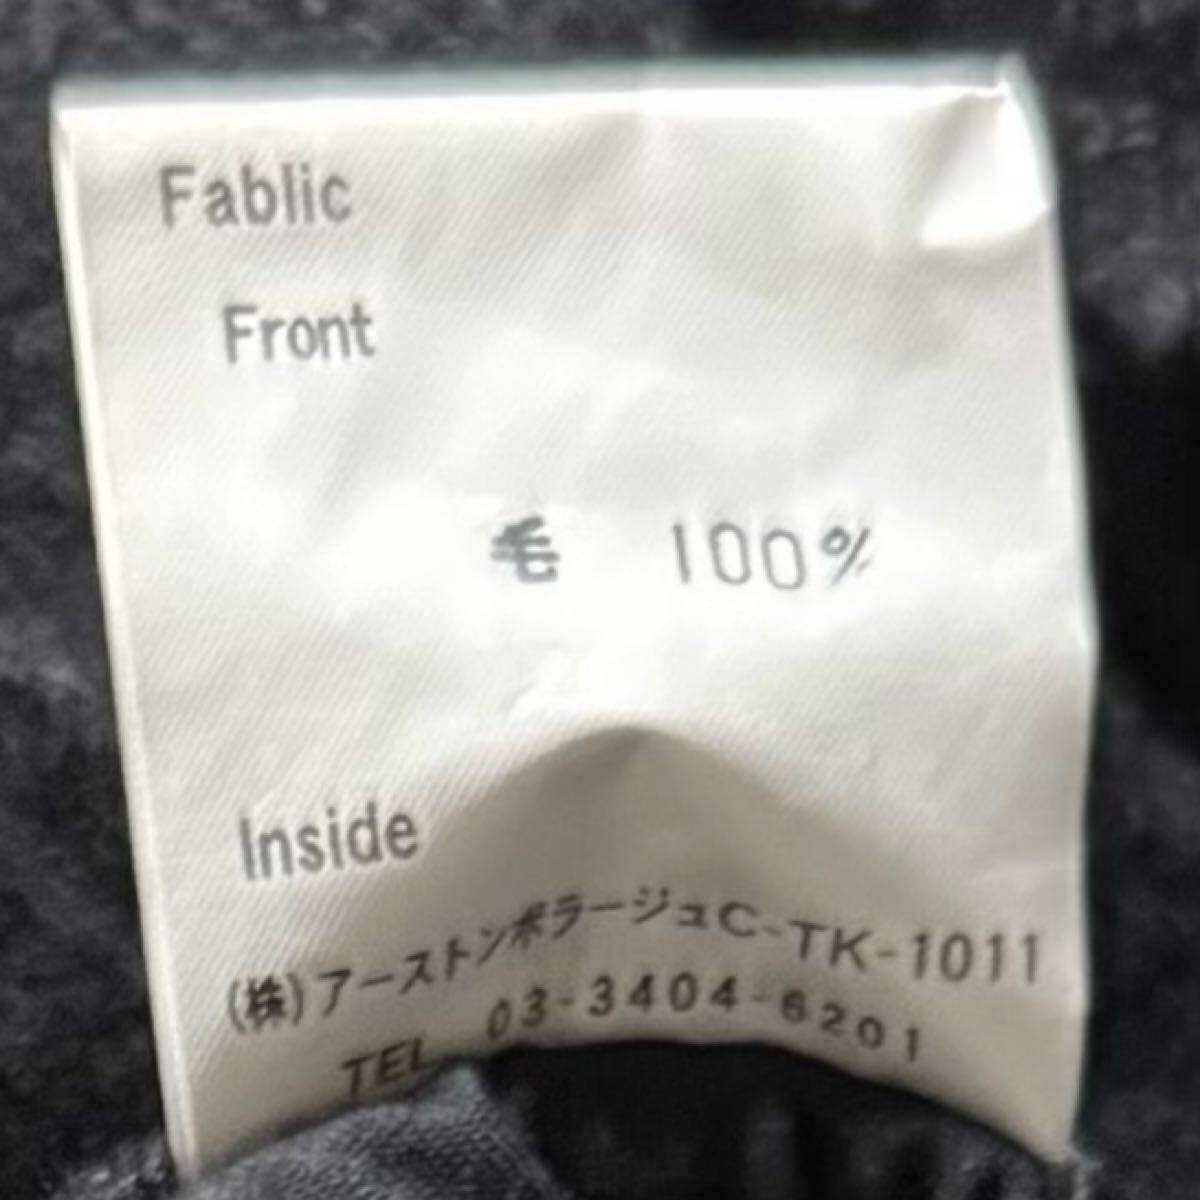 Fablic
Front
毛 100%
Inside
(株)アーストンボラージュC-TK-1011
TEL 03-3404-6201